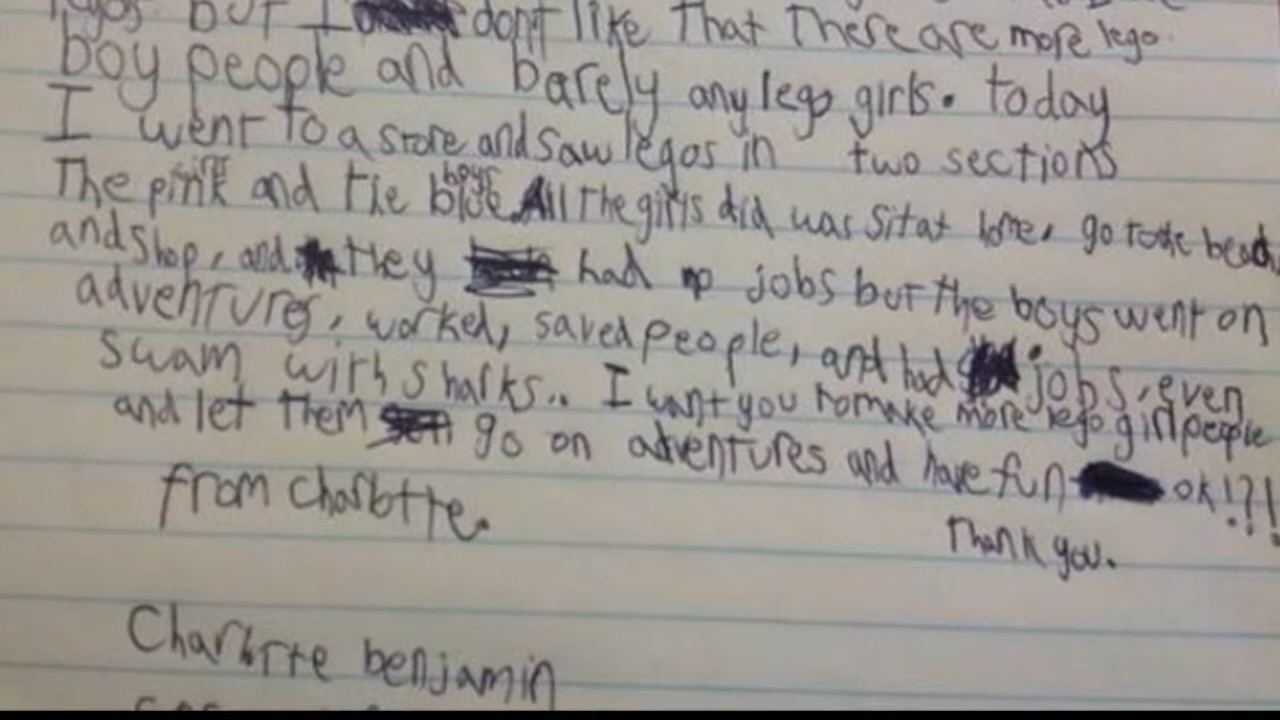 legos but I don't like that there are more lego
boy people and barely any lego girls. today
I went to a store and saw legos in two sections
The pink girls and the blue boys All the girls did was sit at home, go to the beach,
and shop, and they had no jobs but the boys went on
adventures, worked, saved people, and had jobs, even
swam with sharks.. I want you to make more lego girl people
and let them go on adventures and have fun ok!?!
Thank you.
from Charlotte.
Charlotte benjamin